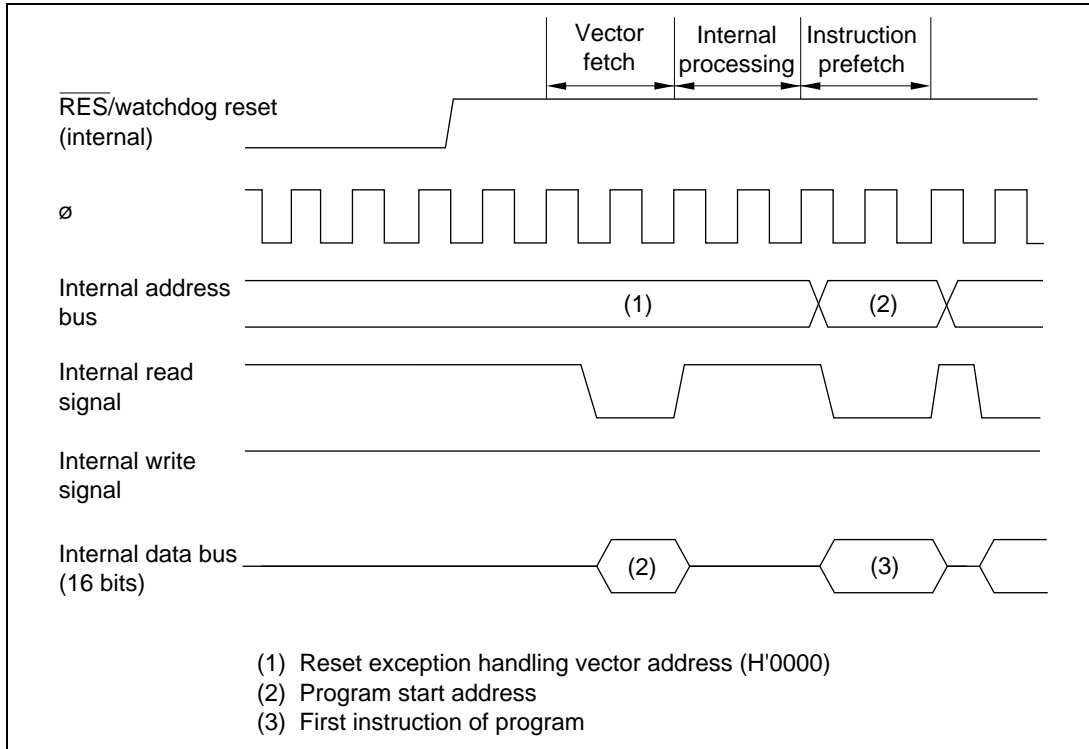 Vector
fetch
Internal
processing
Instruction
prefetch
RES/watchdog reset
(internal)
ø
Internal address
bus
(1)
(2)
Internal read
signal
Internal write
signal
Internal data bus
(16 bits)
(2)
(3)
(1) Reset exception handling vector address (H'0000)
(2) Program start address
(3) First instruction of program